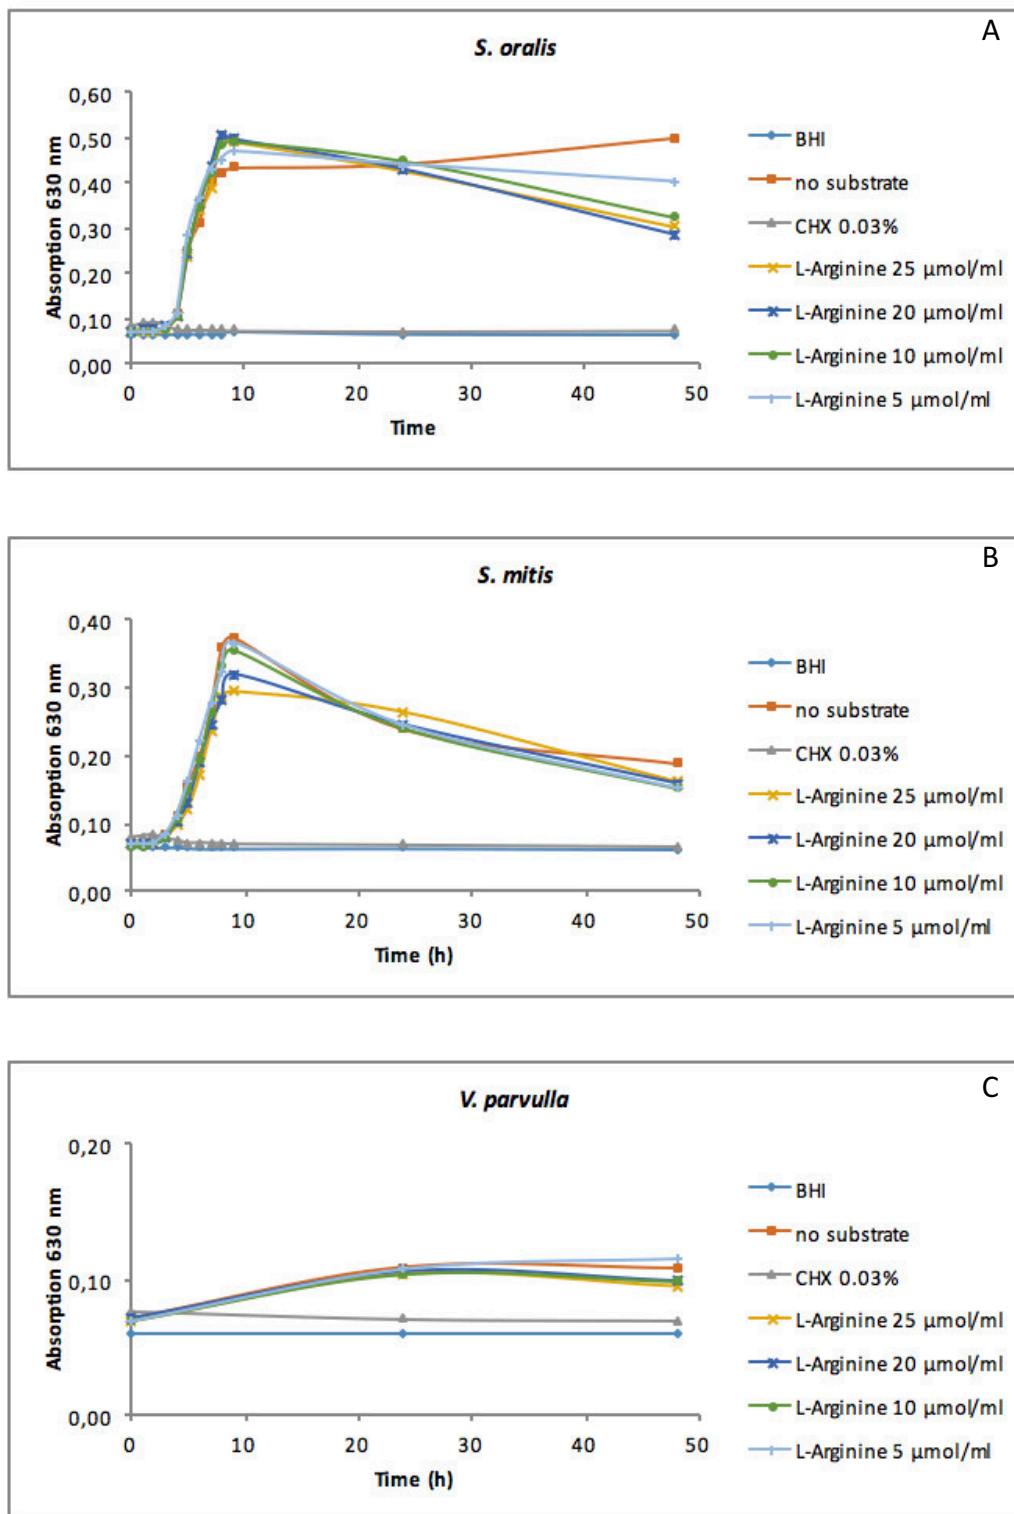 A
S. oralis
0,60
0,50
0,40
0,30
0,20
0,10
0,00
Absorption 630 nm
0 10 20 30 40 50
Time
BHI
no substrate
CHX 0.03%
L-Arginine 25 µmol/ml
L-Arginine 20 µmol/ml
L-Arginine 10 µmol/ml
L-Arginine 5 µmol/ml
B
S. mitis
0,40
0,30
0,20
0,10
0,00
Absorption 630 nm
0 10 20 30 40 50
Time (h)
BHI
no substrate
CHX 0.03%
L-Arginine 25 µmol/ml
L-Arginine 20 µmol/ml
L-Arginine 10 µmol/ml
L-Arginine 5 µmol/ml
C
V. parvulla
0,20
0,10
0,00
Absorption 630 nm
0 10 20 30 40 50
Time (h)
BHI
no substrate
CHX 0.03%
L-Arginine 25 µmol/ml
L-Arginine 20 µmol/ml
L-Arginine 10 µmol/ml
L-Arginine 5 µmol/ml